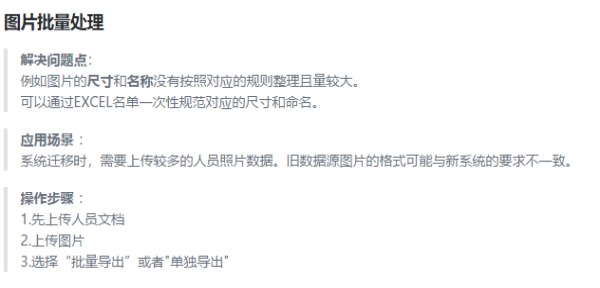 图片批量处理
解决问题点：
例如图片的尺寸和名称没有按照对应的规则整理且量较大。
可以通过EXCEL名单一次性规范对应的尺寸和命名。
应用场景 ：
系统迁移时，需要上传较多的人员照片数据。旧数据源图片的格式可能与新系统的要求不一致。
操作步骤 ：
1.先上传人员文档
2.上传图片
3.选择“批量导出”或者"单独导出"